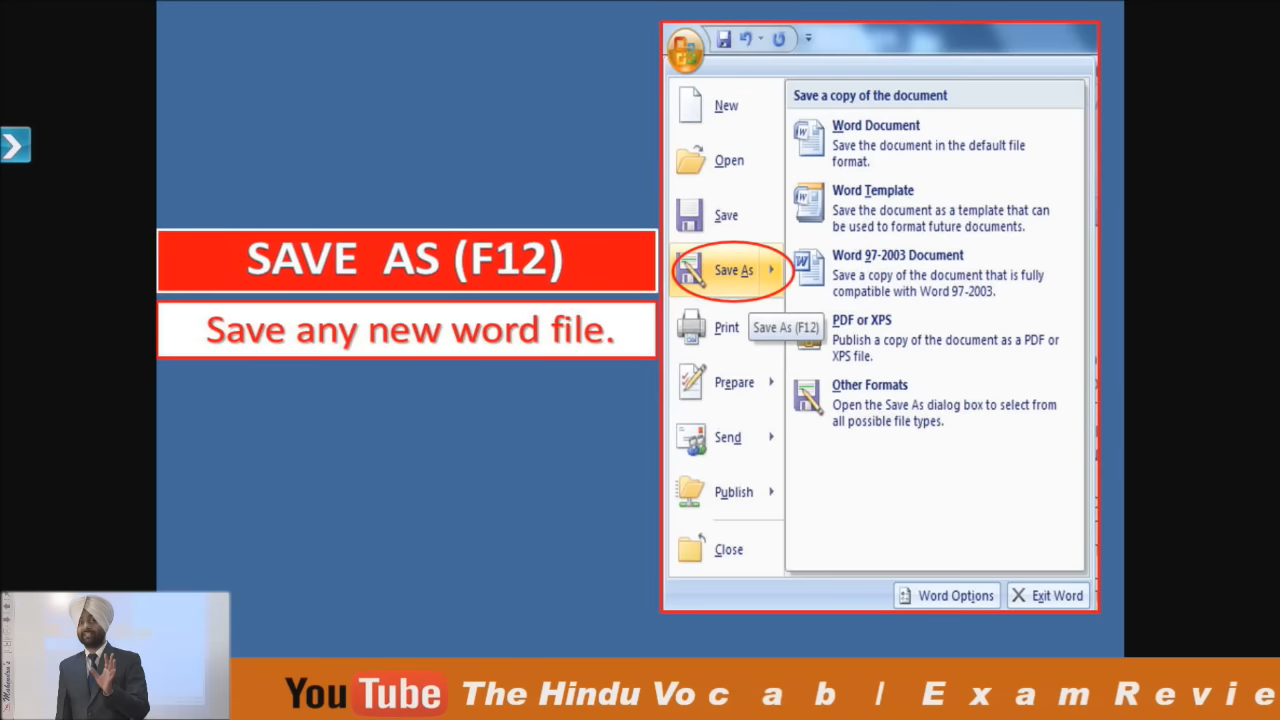 SAVE AS (F12)
Save any new word file.
New
Open
Save
Save As
Print
Prepare
Send
Publish
Close
Save As (F12)
Save a copy of the document
Word Document
Save the document in the default file
format.
Word Template
Save the document as a template that can
be used to format future documents.
Word 97-2003 Document
Save a copy of the document that is fully
compatible with Word 97-2003.
PDF or XPS
Publish a copy of the document as a PDF or
XPS file.
Other Formats
Open the Save As dialog box to select from
all possible file types.
Word Options
Exit Word
Mahendra's
YouTube The Hindu Vocab / Exam Revie